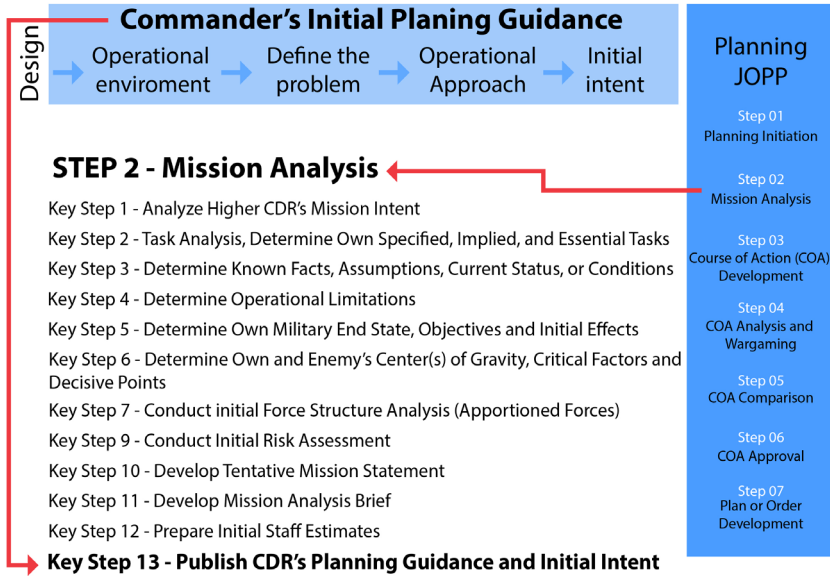 Commander's Initial Planing Guidance
Design
Operational
enviroment
Define the
problem
Operational
Approach
Initial
intent
STEP 2 - Mission Analysis
Key Step 1 - Analyze Higher CDR's Mission Intent
Key Step 2 - Task Analysis, Determine Own Specified, Implied, and Essential Tasks
Key Step 3 - Determine Known Facts, Assumptions, Current Status, or Conditions
Key Step 4 - Determine Operational Limitations
Key Step 5 - Determine Own Military End State, Objectives and Initial Effects
Key Step 6 - Determine Own and Enemy's Center(s) of Gravity, Critical Factors and
Decisive Points
Key Step 7 - Conduct initial Force Structure Analysis (Apportioned Forces)
Key Step 9 - Conduct Initial Risk Assessment
Key Step 10 - Develop Tentative Mission Statement
Key Step 11 - Develop Mission Analysis Brief
Key Step 12 - Prepare Initial Staff Estimates
Key Step 13 - Publish CDR's Planning Guidance and Initial Intent
Planning
JOPP
Step 01
Planning Initiation
Step 02
Mission Analysis
Step 03
Course of Action (COA)
Development
Step 04
COA Analysis and
Wargaming
Step 05
COA Comparison
Step 06
COA Approval
Step 07
Plan or Order
Development